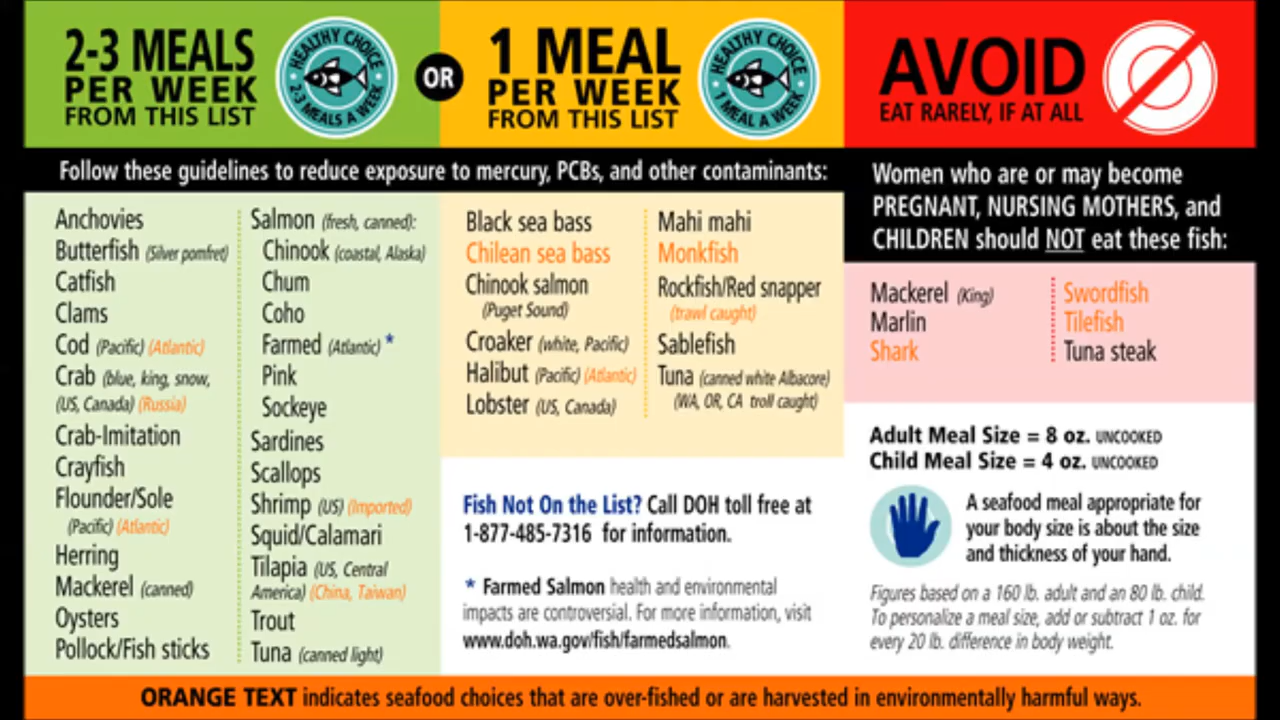 2-3 MEALS
PER WEEK
FROM THIS LIST
HEALTHY CHOICE
2-3 MEALS A WEEK
OR
1 MEAL
PER WEEK
FROM THIS LIST
HEALTHY CHOICE
1 MEAL A WEEK
AVOID
EAT RARELY, IF AT ALL
Follow these guidelines to reduce exposure to mercury, PCBs, and other contaminants:
Women who are or may become
PREGNANT, NURSING MOTHERS, and
CHILDREN should NOT eat these fish:
Anchovies
Butterfish (Silver pomfret)
Catfish
Clams
Cod (Pacific) (Atlantic)
Crab (blue, king, snow,
(US, Canada) (Russia)
Crab-Imitation
Crayfish
Flounder/Sole
(Pacific) (Atlantic)
Herring
Mackerel (canned)
Oysters
Pollock/Fish sticks
Salmon (fresh, canned):
Chinook (coastal, Alaska)
Chum
Coho
Farmed (Atlantic) *
Pink
Sockeye
Sardines
Scallops
Shrimp (US) (Imported)
Squid/Calamari
Tilapia (US, Central
America) (China, Taiwan)
Trout
Tuna (canned light)
Black sea bass
Chilean sea bass
Chinook salmon
(Puget Sound)
Croaker (white, Pacific)
Halibut (Pacific) (Atlantic)
Lobster (US, Canada)
Mahi mahi
Monkfish
Rockfish/Red snapper
(trawl caught)
Sablefish
Tuna (canned white Albacore)
(WA, OR, CA troll caught)
Fish Not On the List? Call DOH toll free at
1-877-485-7316 for information.
* Farmed Salmon health and environmental
impacts are controversial. For more information, visit
www.doh.wa.gov/fish/farmedsalmon.
Mackerel (King)
Marlin
Shark
Swordfish
Tilefish
Tuna steak
Adult Meal Size = 8 oz. UNCOOKED
Child Meal Size = 4 oz. UNCOOKED
A seafood meal appropriate for
your body size is about the size
and thickness of your hand.
Figures based on a 160 lb. adult and an 80 lb. child.
To personalize a meal size, add or subtract 1 oz. for
every 20 lb. difference in body weight.
ORANGE TEXT indicates seafood choices that are over-fished or are harvested in environmentally harmful ways.